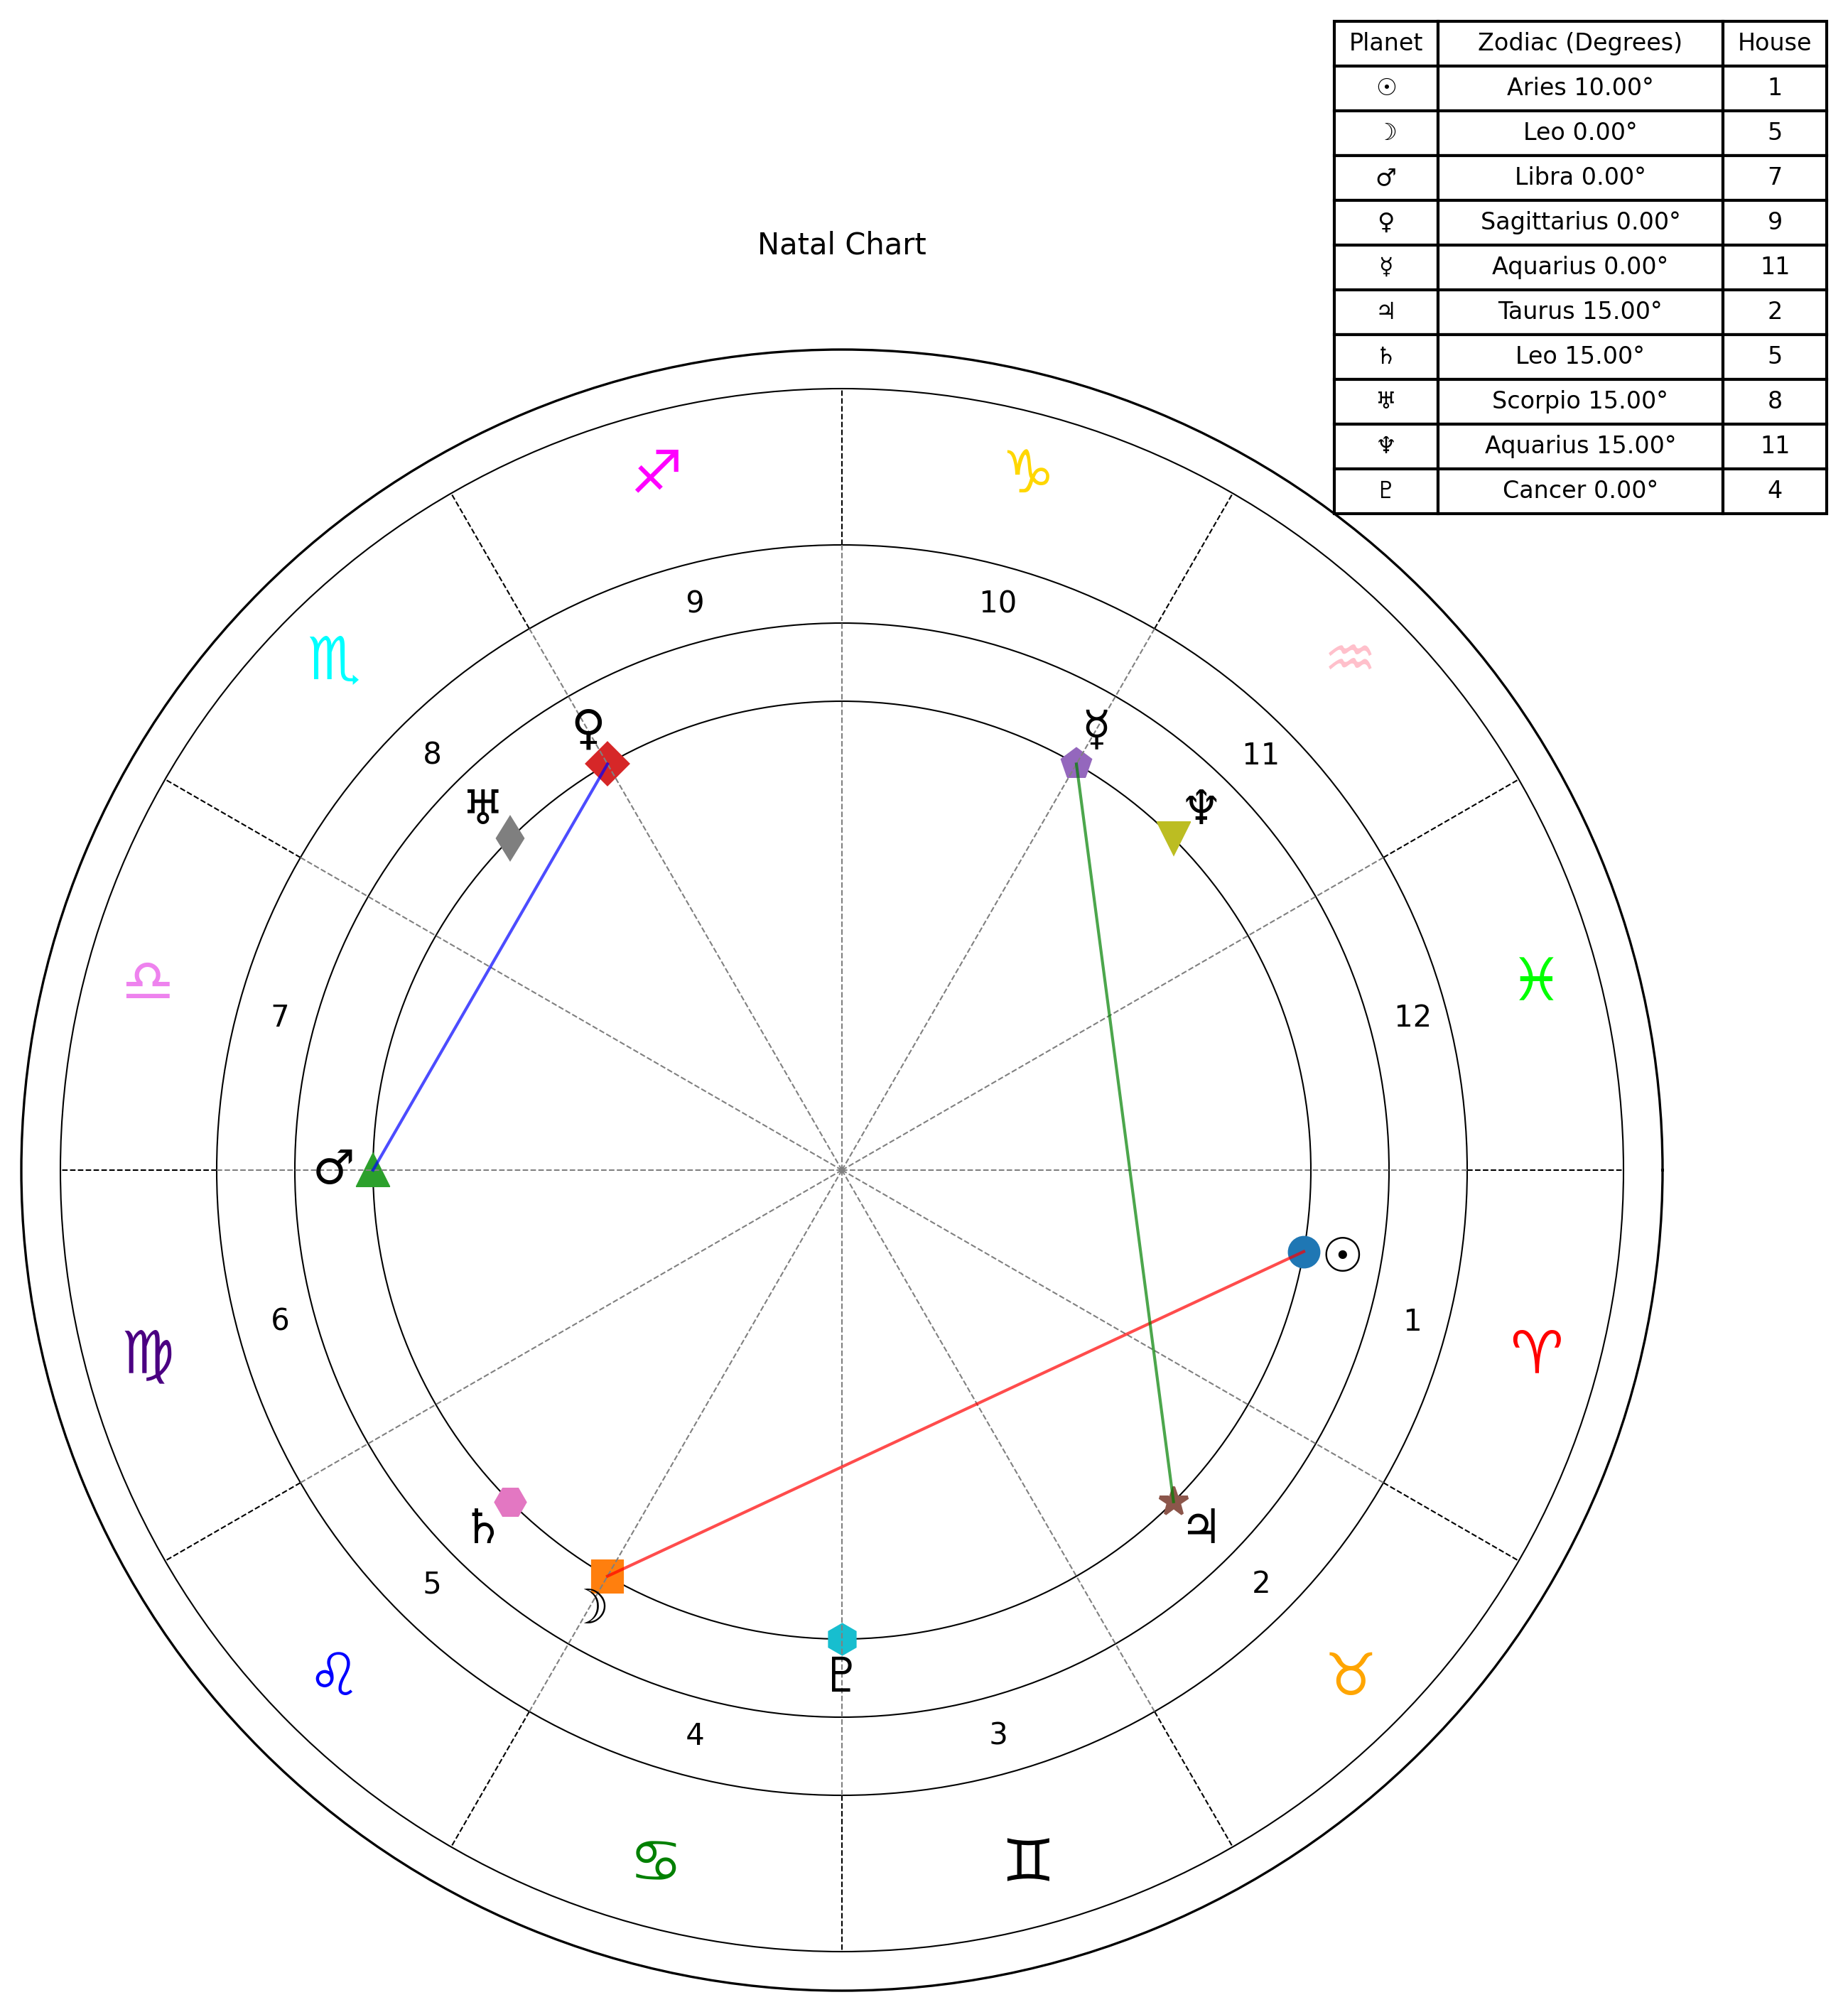 Planet Zodiac (Degrees) House
☉ Aries 10.00° 1
☽ Leo 0.00° 5
♂ Libra 0.00° 7
♀ Sagittarius 0.00° 9
☿ Aquarius 0.00° 11
♃ Taurus 15.00° 2
♄ Leo 15.00° 5
♅ Scorpio 15.00° 8
♆ Aquarius 15.00° 11
♇ Cancer 0.00° 4
Natal Chart
♐ ♑
9 10
♏ ♒
8 ♀ ☿ 11
♅ ♆
♎ ♓
7 12
♂
☉
6 1
♍ ♈
♄ ♃
5 ☽ 2
♌ ♇ ♉
4 3
♋ ♊